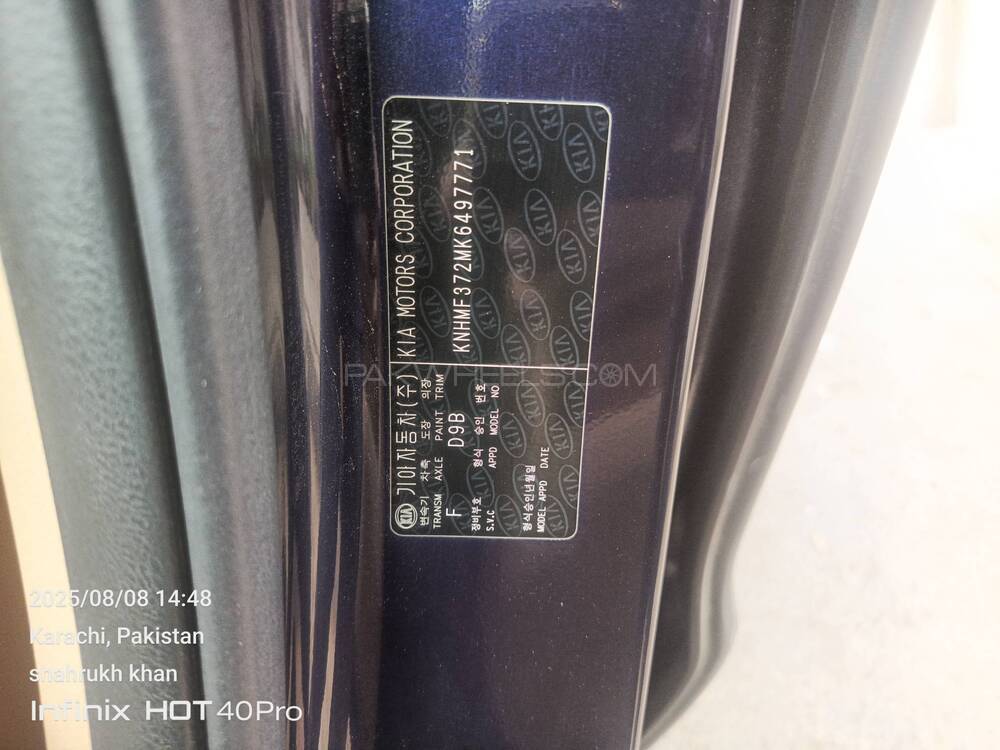 KIA 기아자동차(주) KIA MOTORS CORPORATION
변속기 차축 도장 의장
TRANSM AXLE PAINT TRIM
F D9B KNHMF372MK6497771
정비부호 형식 승인 번호
S.V.C APPD MODEL NO
형식승인년월일
MODEL APPD DATE
PAKWHEELS.COM
2025/08/08 14:48
Karachi, Pakistan
shahrukh khan
Infinix HOT 40Pro